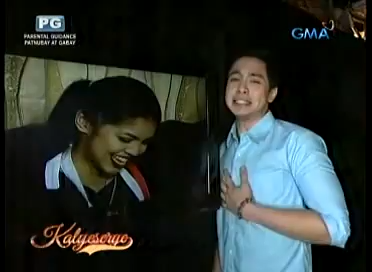 PG
PARENTAL GUIDANCE
PATNUBAY AT GABAY
GMA
Kalyeserye